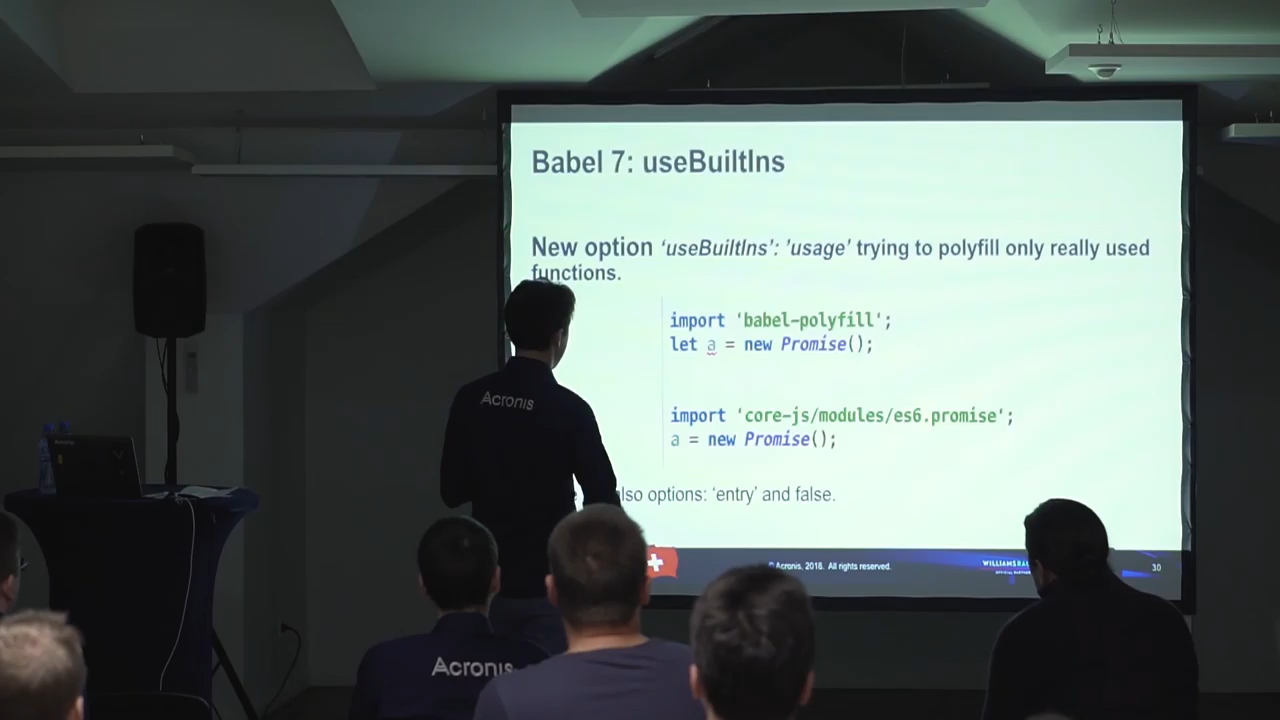 Babel 7: useBuiltIns
New option ‘useBuiltIns’: ’usage’ trying to polyfill only really used
functions.
import 'babel-polyfill';
let a = new Promise();
import 'core-js/modules/es6.promise';
a = new Promise();
also options: ‘entry’ and false.
© Acronis, 2018. All rights reserved.
30
Acronis
Acronis